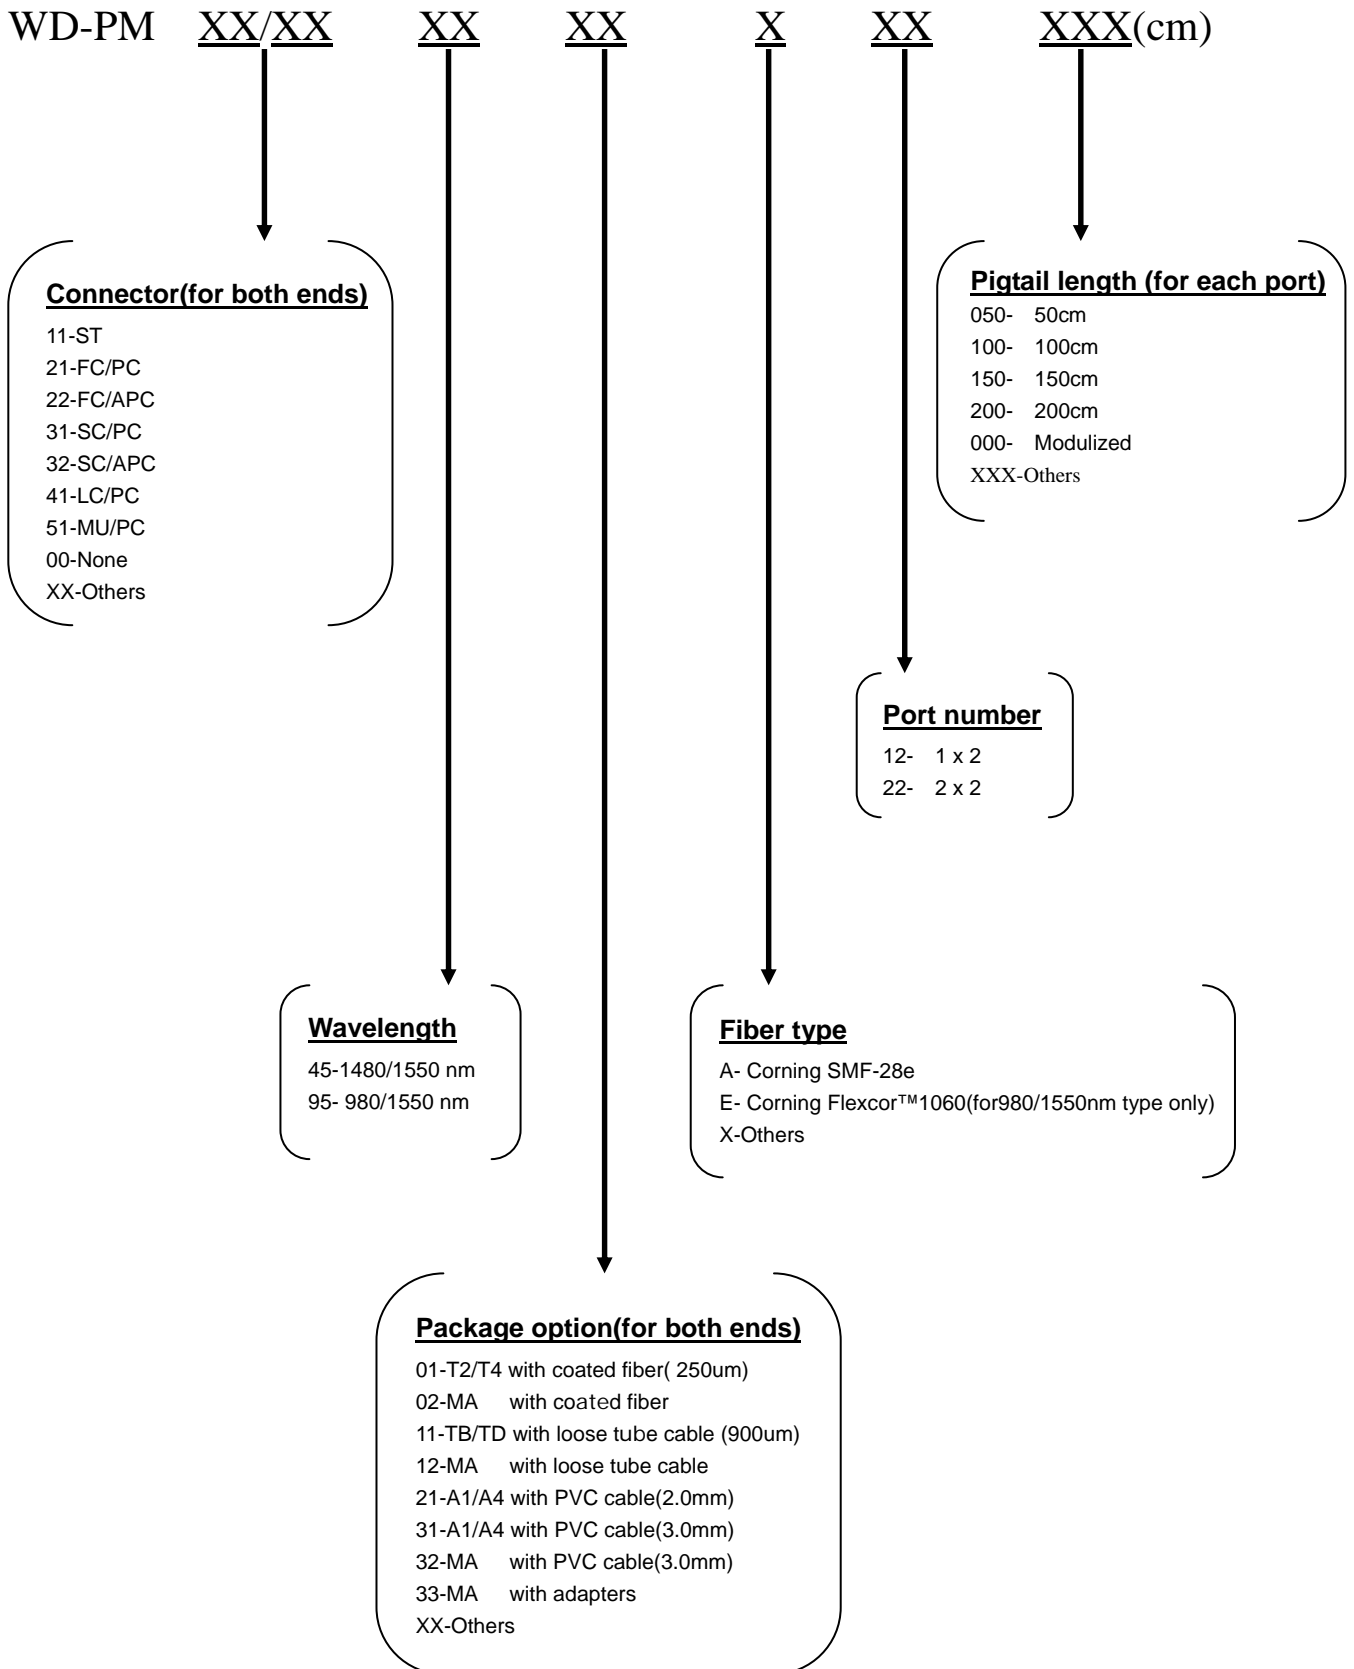 WD-PM XX/XX XX XX X XX XXX(cm)
Connector(for both ends)
11-ST
21-FC/PC
22-FC/APC
31-SC/PC
32-SC/APC
41-LC/PC
51-MU/PC
00-None
XX-Others
Pigtail length (for each port)
050- 50cm
100- 100cm
150- 150cm
200- 200cm
000- Modulized
XXX-Others
Port number
12- 1 x 2
22- 2 x 2
Wavelength
45-1480/1550 nm
95- 980/1550 nm
Fiber type
A- Corning SMF-28e
E- Corning Flexcor™1060(for980/1550nm type only)
X-Others
Package option(for both ends)
01-T2/T4 with coated fiber( 250um)
02-MA with coated fiber
11-TB/TD with loose tube cable (900um)
12-MA with loose tube cable
21-A1/A4 with PVC cable(2.0mm)
31-A1/A4 with PVC cable(3.0mm)
32-MA with PVC cable(3.0mm)
33-MA with adapters
XX-Others